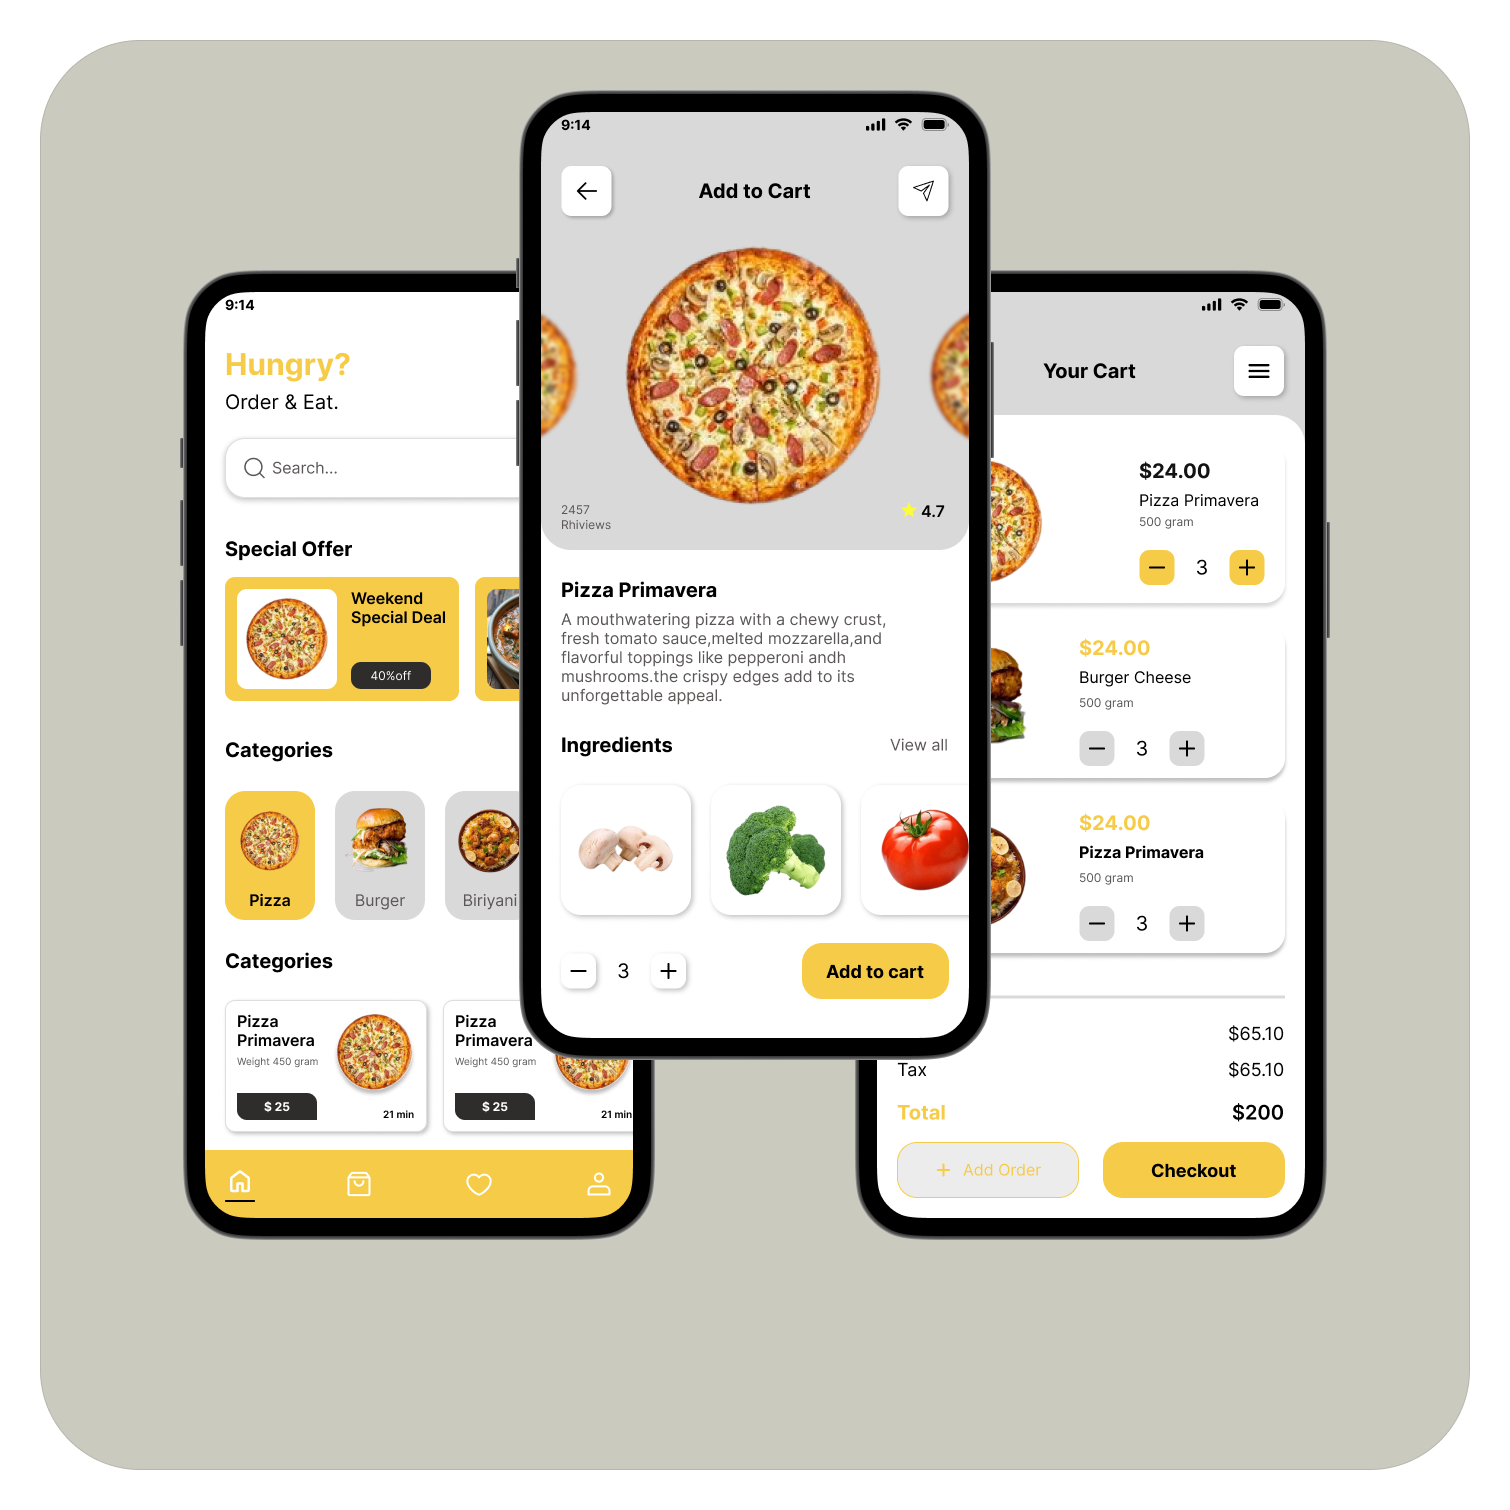 9:14
Hungry?
Order & Eat.
Search...
Special Offer
Weekend
Special Deal
40%off
Categories
Pizza
Burger
Biriyani
Categories
Pizza
Primavera
Weight 450 gram
$ 25
21 min
Pizza
Primavera
Weight 450 gram
$ 25
21 min
9:14
Add to Cart
2457
Rhiviews
4.7
Pizza Primavera
A mouthwatering pizza with a chewy crust,
fresh tomato sauce,melted mozzarella,and
flavorful toppings like pepperoni andh
mushrooms.the crispy edges add to its
unforgettable appeal.
Ingredients
View all
3
Add to cart
Your Cart
$24.00
Pizza Primavera
500 gram
3
$24.00
Burger Cheese
500 gram
3
$24.00
Pizza Primavera
500 gram
3
$65.10
Tax
$65.10
Total
$200
+ Add Order
Checkout